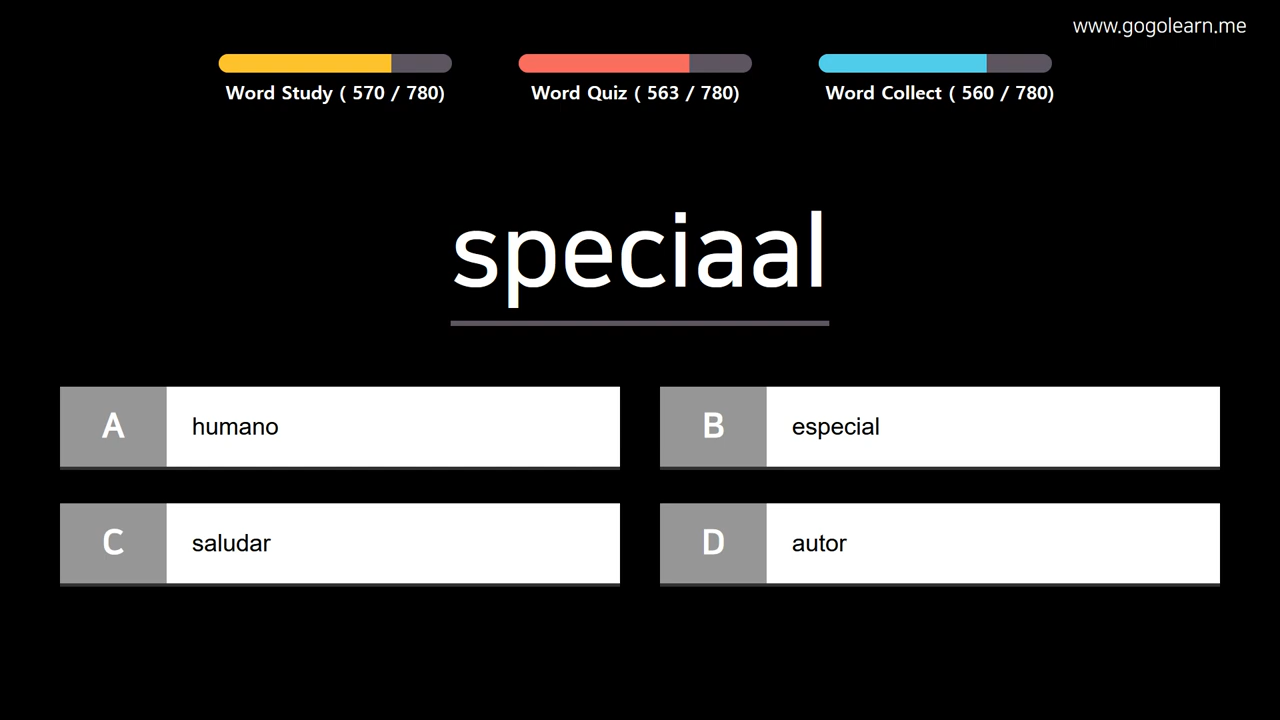 www.gogolearn.me
Word Study ( 570 / 780)
Word Quiz ( 563 / 780)
Word Collect ( 560 / 780)
speciaal
A humano
B especial
C saludar
D autor